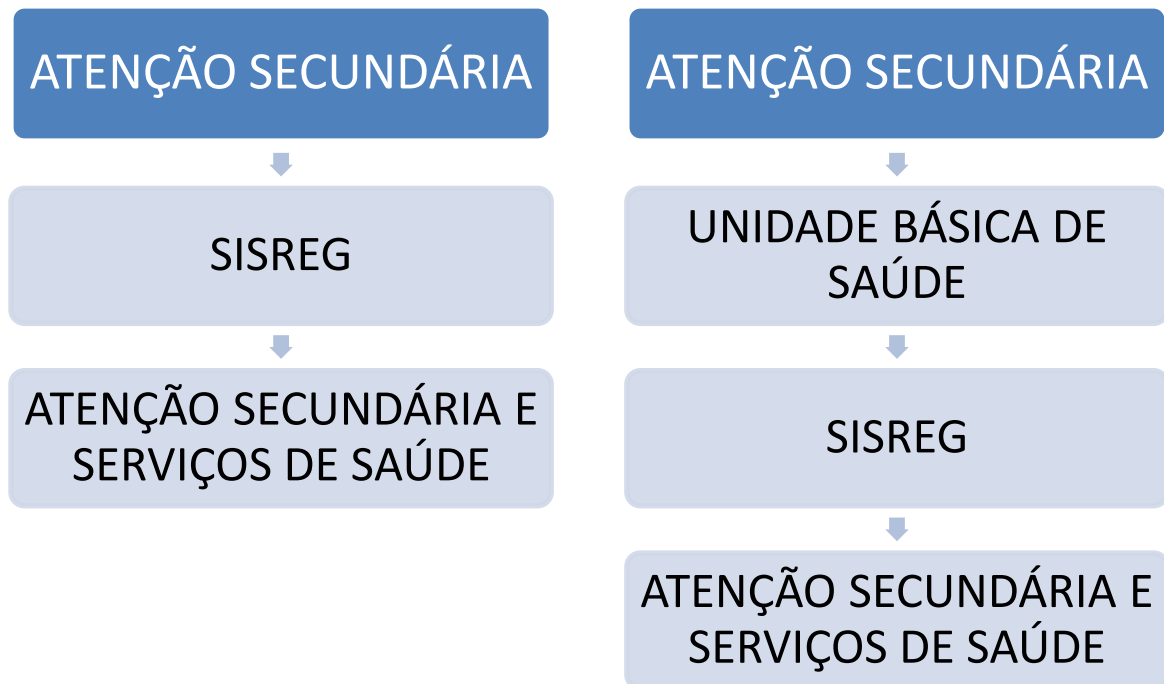 ATENÇÃO SECUNDÁRIA
SISREG
ATENÇÃO SECUNDÁRIA E
SERVIÇOS DE SAÚDE
ATENÇÃO SECUNDÁRIA
UNIDADE BÁSICA DE
SAÚDE
SISREG
ATENÇÃO SECUNDÁRIA E
SERVIÇOS DE SAÚDE